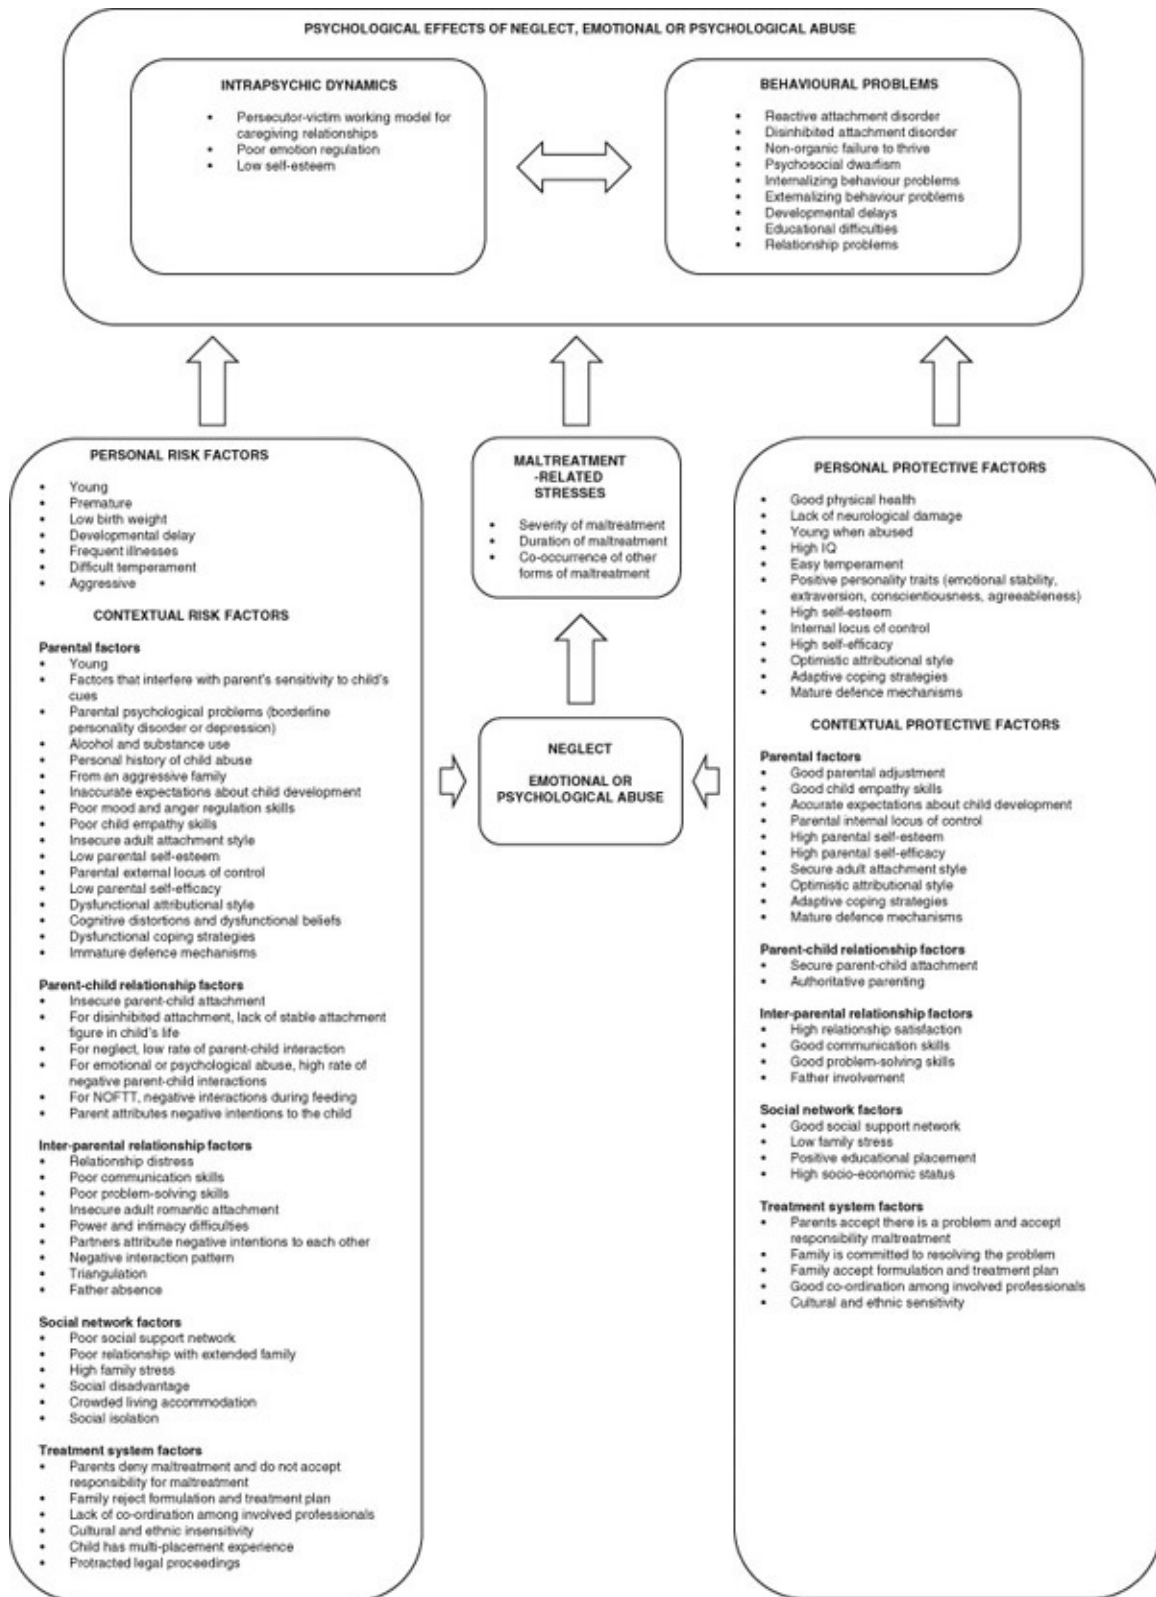 PSYCHOLOGICAL EFFECTS OF NEGLECT, EMOTIONAL OR PSYCHOLOGICAL ABUSE
INTRAPSYCHIC DYNAMICS
• Persecutor-victim working model for
caregiving relationships
• Poor emotion regulation
• Low self-esteem
BEHAVIOURAL PROBLEMS
• Reactive attachment disorder
• Disinhibited attachment disorder
• Non-organic failure to thrive
• Psychosocial dwarfism
• Internalizing behaviour problems
• Externalizing behaviour problems
• Developmental delays
• Educational difficulties
• Relationship problems
PERSONAL RISK FACTORS
• Young
• Premature
• Low birth weight
• Developmental delay
• Frequent illnesses
• Difficult temperament
• Aggressive
CONTEXTUAL RISK FACTORS
Parental factors
• Young
• Factors that interfere with parent's sensitivity to child's
cues
• Parental psychological problems (borderline
personality disorder or depression)
• Alcohol and substance use
• Personal history of child abuse
• From an aggressive family
• Inaccurate expectations about child development
• Poor mood and anger regulation skills
• Poor child empathy skills
• Insecure adult attachment style
• Low parental self-esteem
• Parental external locus of control
• Low parental self-efficacy
• Dysfunctional attributional style
• Cognitive distortions and dysfunctional beliefs
• Dysfunctional coping strategies
• Immature defence mechanisms
Parent-child relationship factors
• Insecure parent-child attachment
• For disinhibited attachment, lack of stable attachment
figure in child's life
• For neglect, low rate of parent-child interaction
• For emotional or psychological abuse, high rate of
negative parent-child interactions
• For NOFTT, negative interactions during feeding
• Parent attributes negative intentions to the child
Inter-parental relationship factors
• Relationship distress
• Poor communication skills
• Poor problem-solving skills
• Insecure adult romantic attachment
• Power and intimacy difficulties
• Partners attribute negative intentions to each other
• Negative interaction pattern
• Triangulation
• Father absence
Social network factors
• Poor social support network
• Poor relationship with extended family
• High family stress
• Social disadvantage
• Crowded living accommodation
• Social isolation
Treatment system factors
• Parents deny maltreatment and do not accept
responsibility for maltreatment
• Family reject formulation and treatment plan
• Lack of co-ordination among involved professionals
• Cultural and ethnic insensitivity
• Child has multi-placement experience
• Protracted legal proceedings
MALTREATMENT
-RELATED
STRESSES
• Severity of maltreatment
• Duration of maltreatment
• Co-occurrence of other
forms of maltreatment
NEGLECT
EMOTIONAL OR
PSYCHOLOGICAL ABUSE
PERSONAL PROTECTIVE FACTORS
• Good physical health
• Lack of neurological damage
• Young when abused
• High IQ
• Easy temperament
• Positive personality traits (emotional stability,
extraversion, conscientiousness, agreeableness)
• High self-esteem
• Internal locus of control
• High self-efficacy
• Optimistic attributional style
• Adaptive coping strategies
• Mature defence mechanisms
CONTEXTUAL PROTECTIVE FACTORS
Parental factors
• Good parental adjustment
• Good child empathy skills
• Accurate expectations about child development
• Parental internal locus of control
• High parental self-esteem
• High parental self-efficacy
• Secure adult attachment style
• Optimistic attributional style
• Adaptive coping strategies
• Mature defence mechanisms
Parent-child relationship factors
• Secure parent-child attachment
• Authoritative parenting
Inter-parental relationship factors
• High relationship satisfaction
• Good communication skills
• Good problem-solving skills
• Father involvement
Social network factors
• Good social support network
• Low family stress
• Positive educational placement
• High socio-economic status
Treatment system factors
• Parents accept there is a problem and accept
responsibility maltreatment
• Family is committed to resolving the problem
• Family accept formulation and treatment plan
• Good co-ordination among involved professionals
• Cultural and ethnic sensitivity